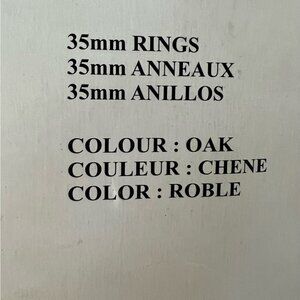 35mm RINGS
35mm ANNEAUX
35mm ANILLOS
COLOUR : OAK
COULEUR : CHENE
COLOR : ROBLE